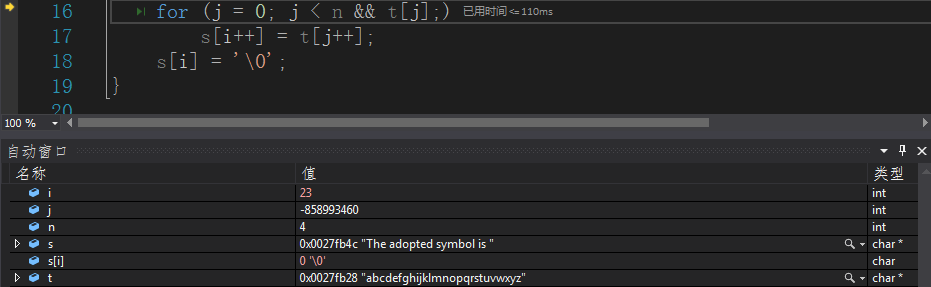 16 for (j = 0; j < n && t[j];) 已用时间 <= 110ms
17 s[i++] = t[j++];
18 s[i] = '\0';
19 }
20
100 %
自动窗口
名称 值 类型
i 23 int
j -858993460 int
n 4 int
s 0x0027fb4c "The adopted symbol is " char *
s[i] 0 '\0' char
t 0x0027fb28 "abcdefghijklmnopqrstuvwxyz" char *